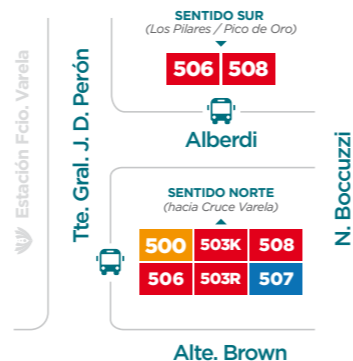 SENTIDO SUR
(Los Pilares / Pico de Oro)
506 508
Estación Fcio. Varela
Tte. Gral. J. D. Perón
Alberdi
N. Boccuzzi
SENTIDO NORTE
(hacia Cruce Varela)
500 503K 508
506 503R 507
Alte. Brown